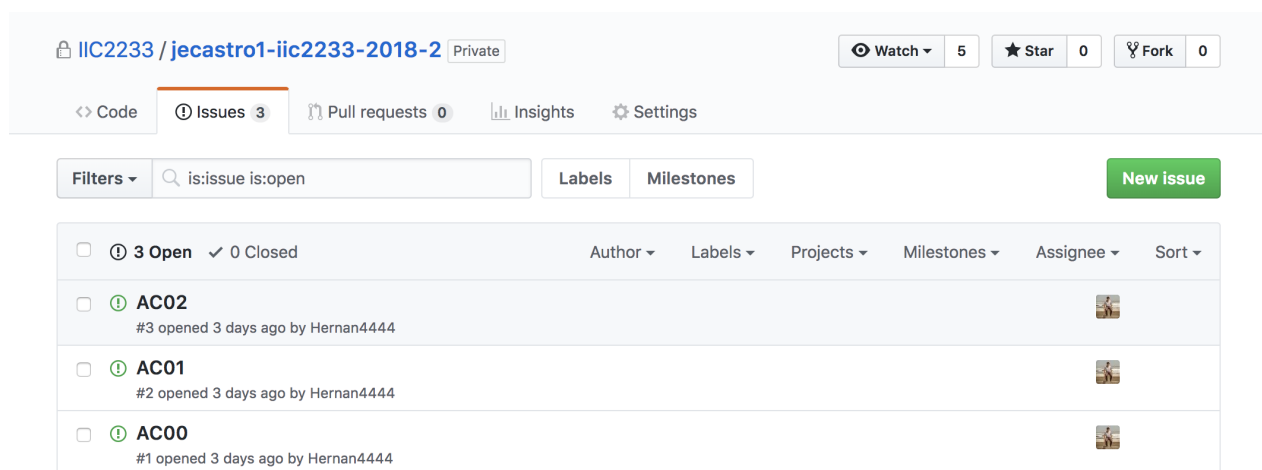 IIC2233 / jecastro1-iic2233-2018-2 Private Watch 5 Star 0 Fork 0
Code Issues 3 Pull requests 0 Insights Settings
Filters is:issue is:open Labels Milestones New issue
3 Open 0 Closed Author Labels Projects Milestones Assignee Sort
AC02
#3 opened 3 days ago by Hernan4444
AC01
#2 opened 3 days ago by Hernan4444
AC00
#1 opened 3 days ago by Hernan4444